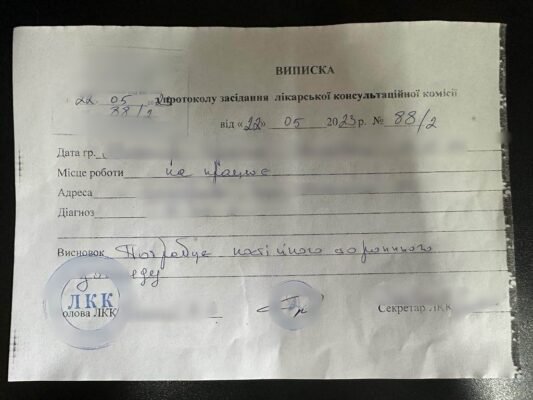 ВИПИСКА
22 05
88/2
з протоколу засідання лікарської консультаційної комісії
від «22» 05 2023 р. № 88/2
Дата
Місце роботи не працює
Адреса
Діагноз
Висновок Потребує постійного стороннього
догляду
ЛКК
олова ЛКК
Секретар ЛКК